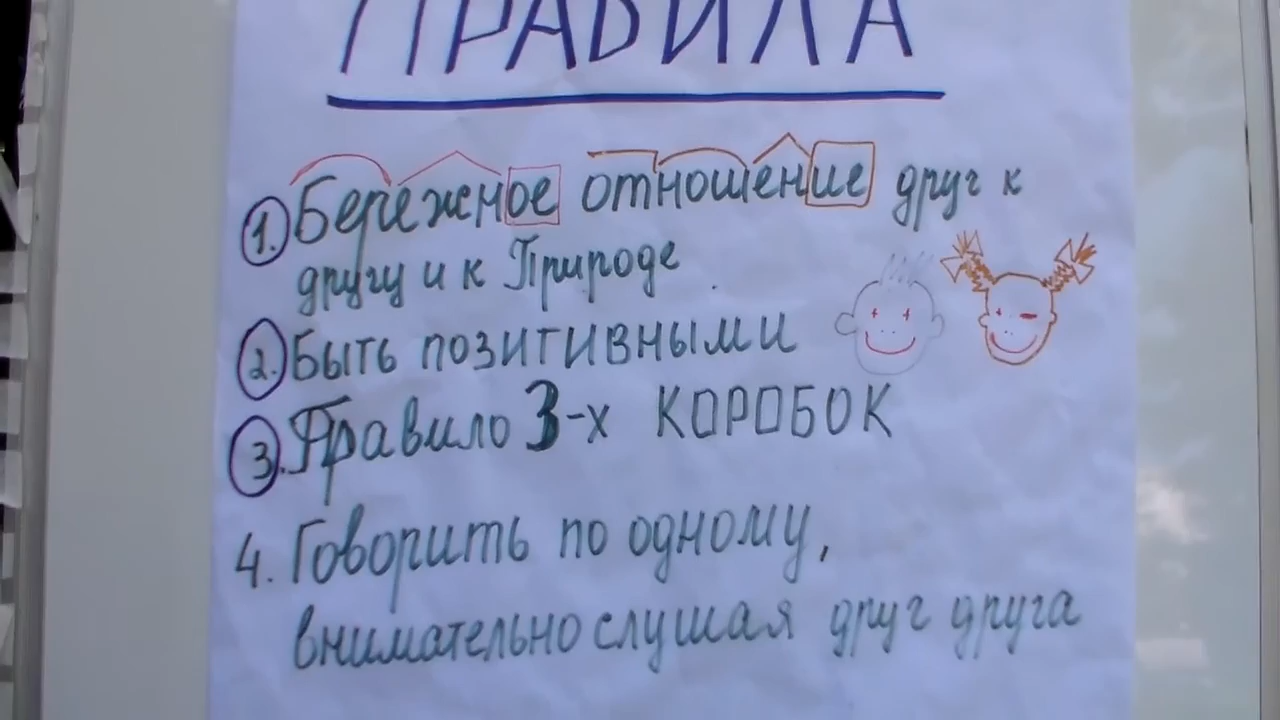 ПРАВИЛА
1. Бережное отношение друг к
другу и к Природе
2. Быть позитивными
3. Правило 3-х КОРОБОК
4. Говорить по одному,
внимательно слушая друг друга